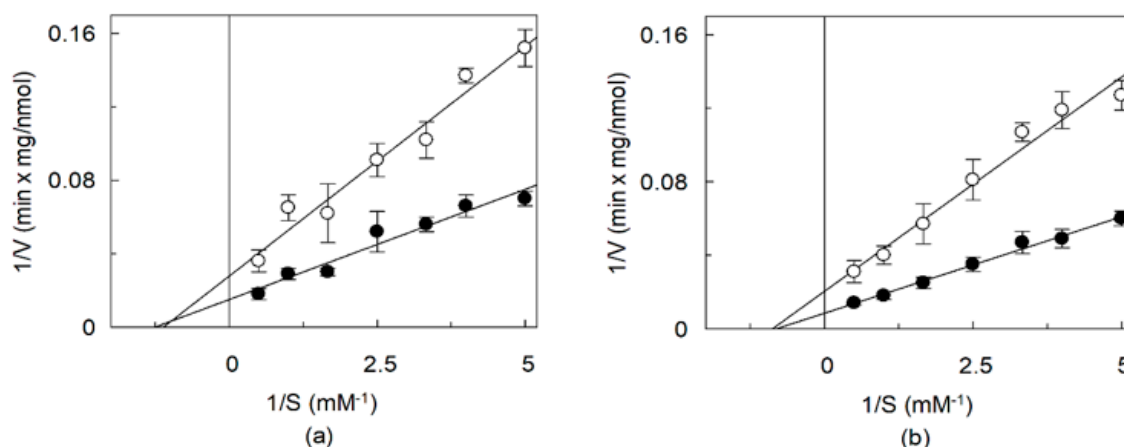 0.16
0.08
0
1/V (min x mg/nmol)
0 2.5 5
1/S (mM-1)
(a)
0.16
0.08
0
1/V (min x mg/nmol)
0 2.5 5
1/S (mM-1)
(b)